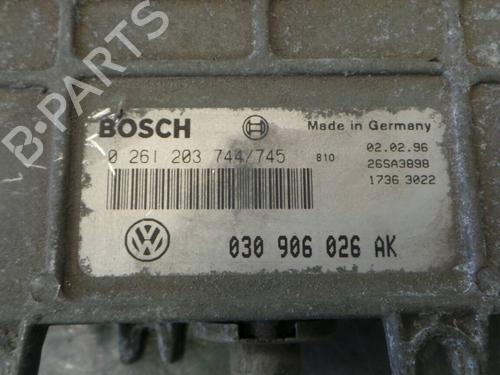 B-PARTS
BOSCH Made in Germany
0 261 203 744/745 B10 02.02.96
26SA3898
1736 3022
VW
030 906 026 AK